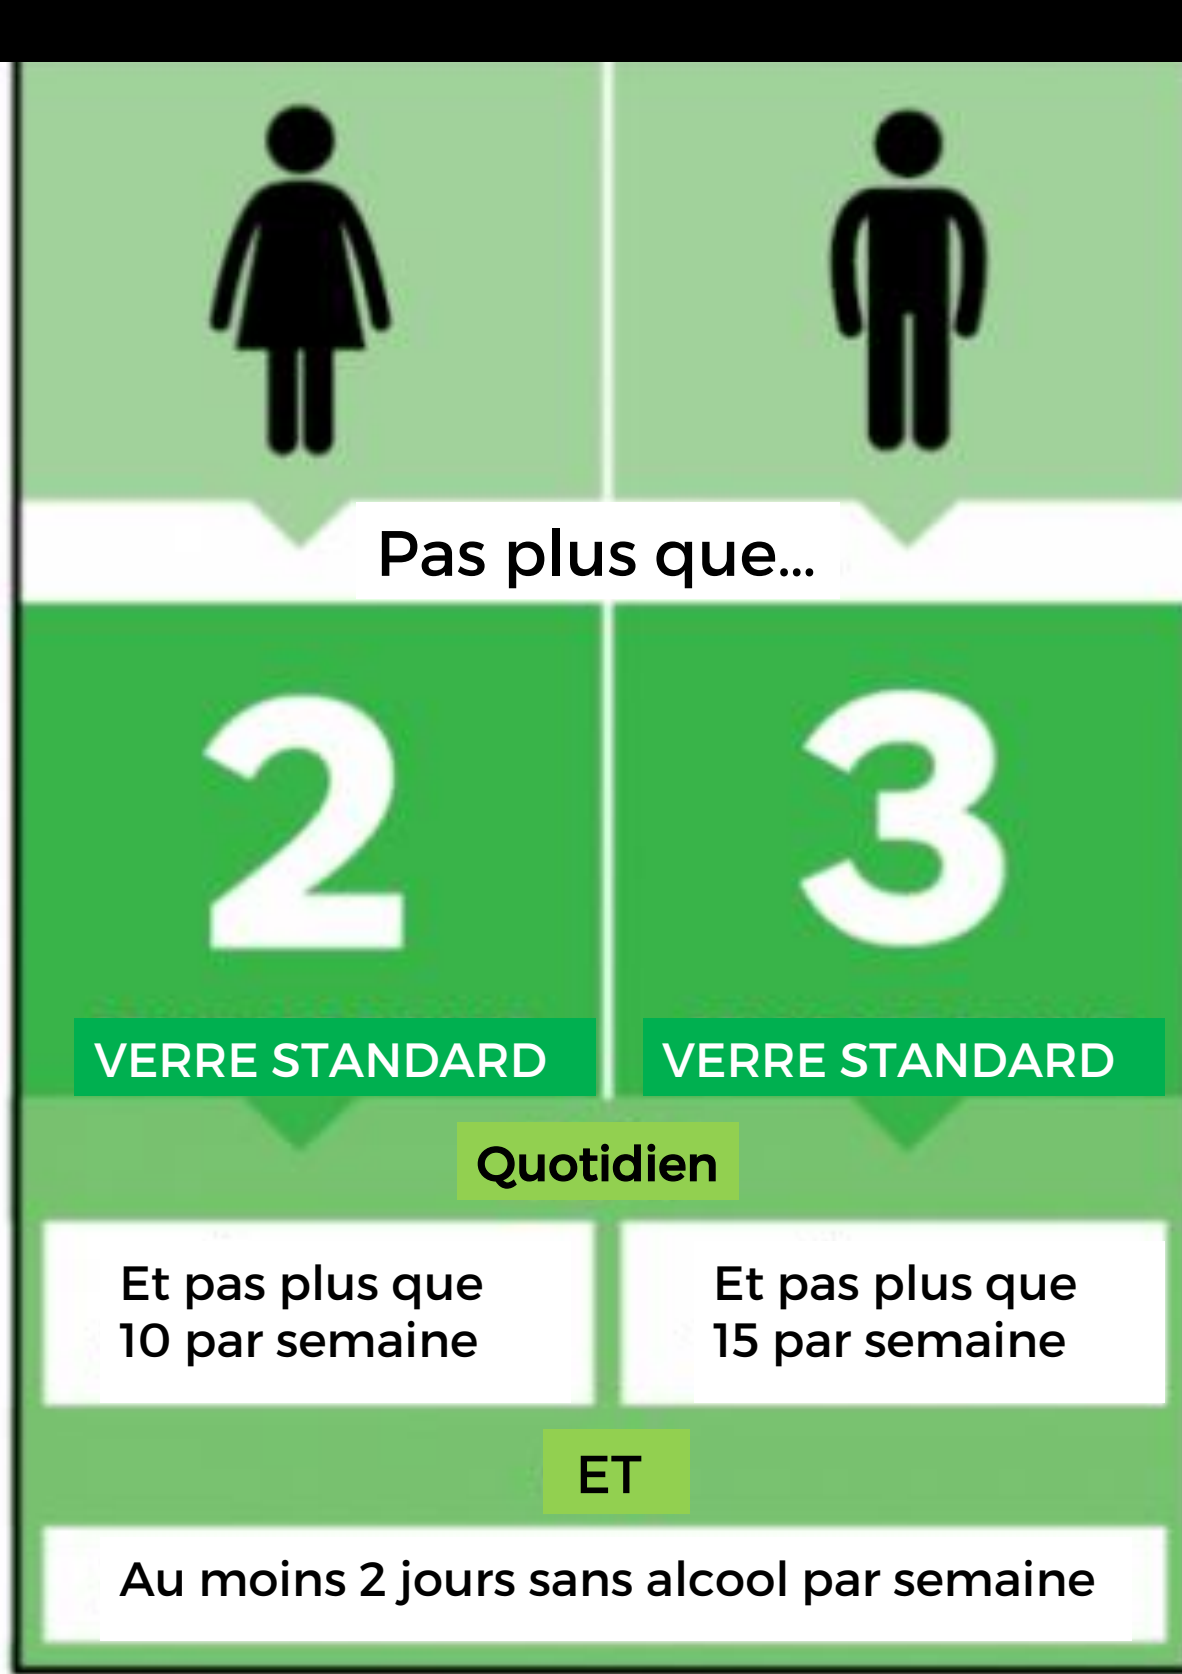 Pas plus que...
2
3
VERRE STANDARD
VERRE STANDARD
Quotidien
Et pas plus que
10 par semaine
Et pas plus que
15 par semaine
ET
Au moins 2 jours sans alcool par semaine